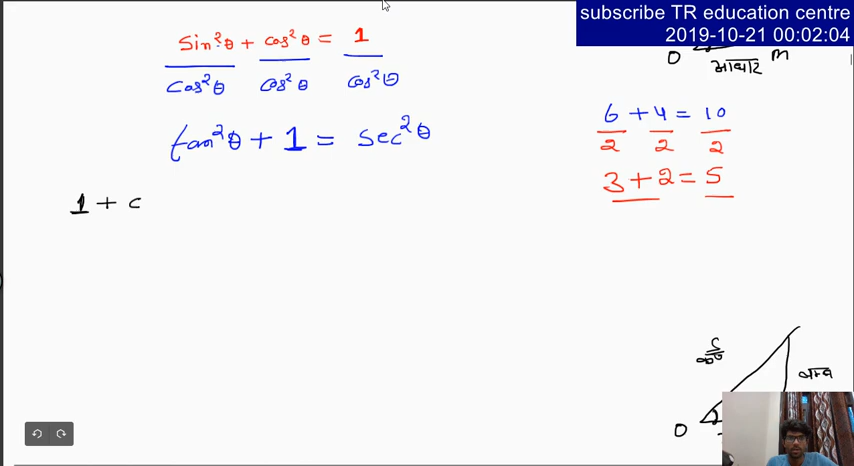 subscribe TR education centre
2019-10-21 00:02:04
sin²θ + cos²θ = 1
cos²θ cos²θ cos²θ
tan²θ + 1 = sec²θ
1 + c
O आधार m
6 + 4 = 10
2 2 2
3 + 2 = 5
लम्ब
O